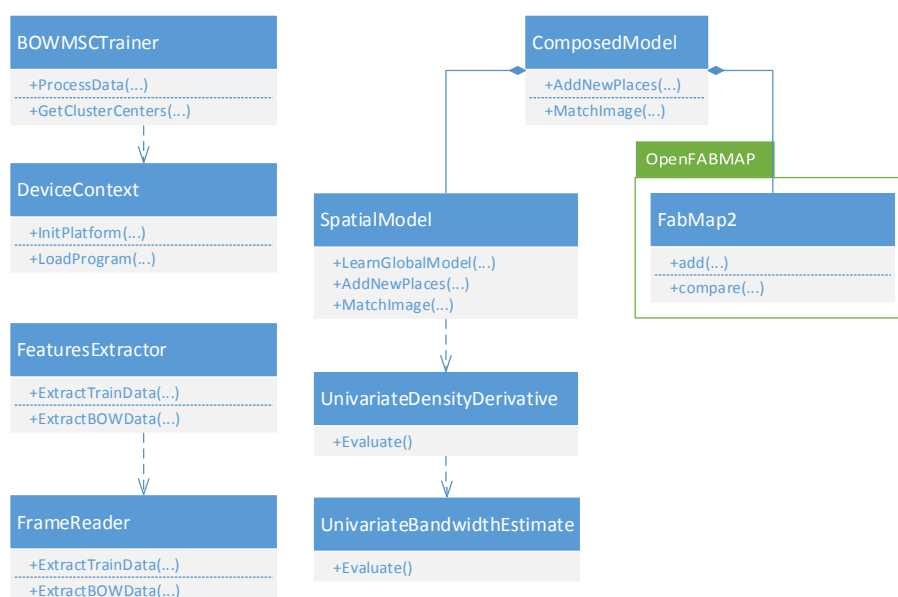 BOWMSCTrainer
+ProcessData(...)
+GetClusterCenters(...)
DeviceContext
+InitPlatform(...)
+LoadProgram(...)
FeaturesExtractor
+ExtractTrainData(...)
+ExtractBOWData(...)
FrameReader
+ExtractTrainData(...)
+ExtractBOWData(...)
ComposedModel
+AddNewPlaces(...)
+MatchImage(...)
SpatialModel
+LearnGlobalModel(...)
+AddNewPlaces(...)
+MatchImage(...)
UnivariateDensityDerivative
+Evaluate()
UnivariateBandwidthEstimate
+Evaluate()
OpenFABMAP
FabMap2
+add(...)
+compare(...)